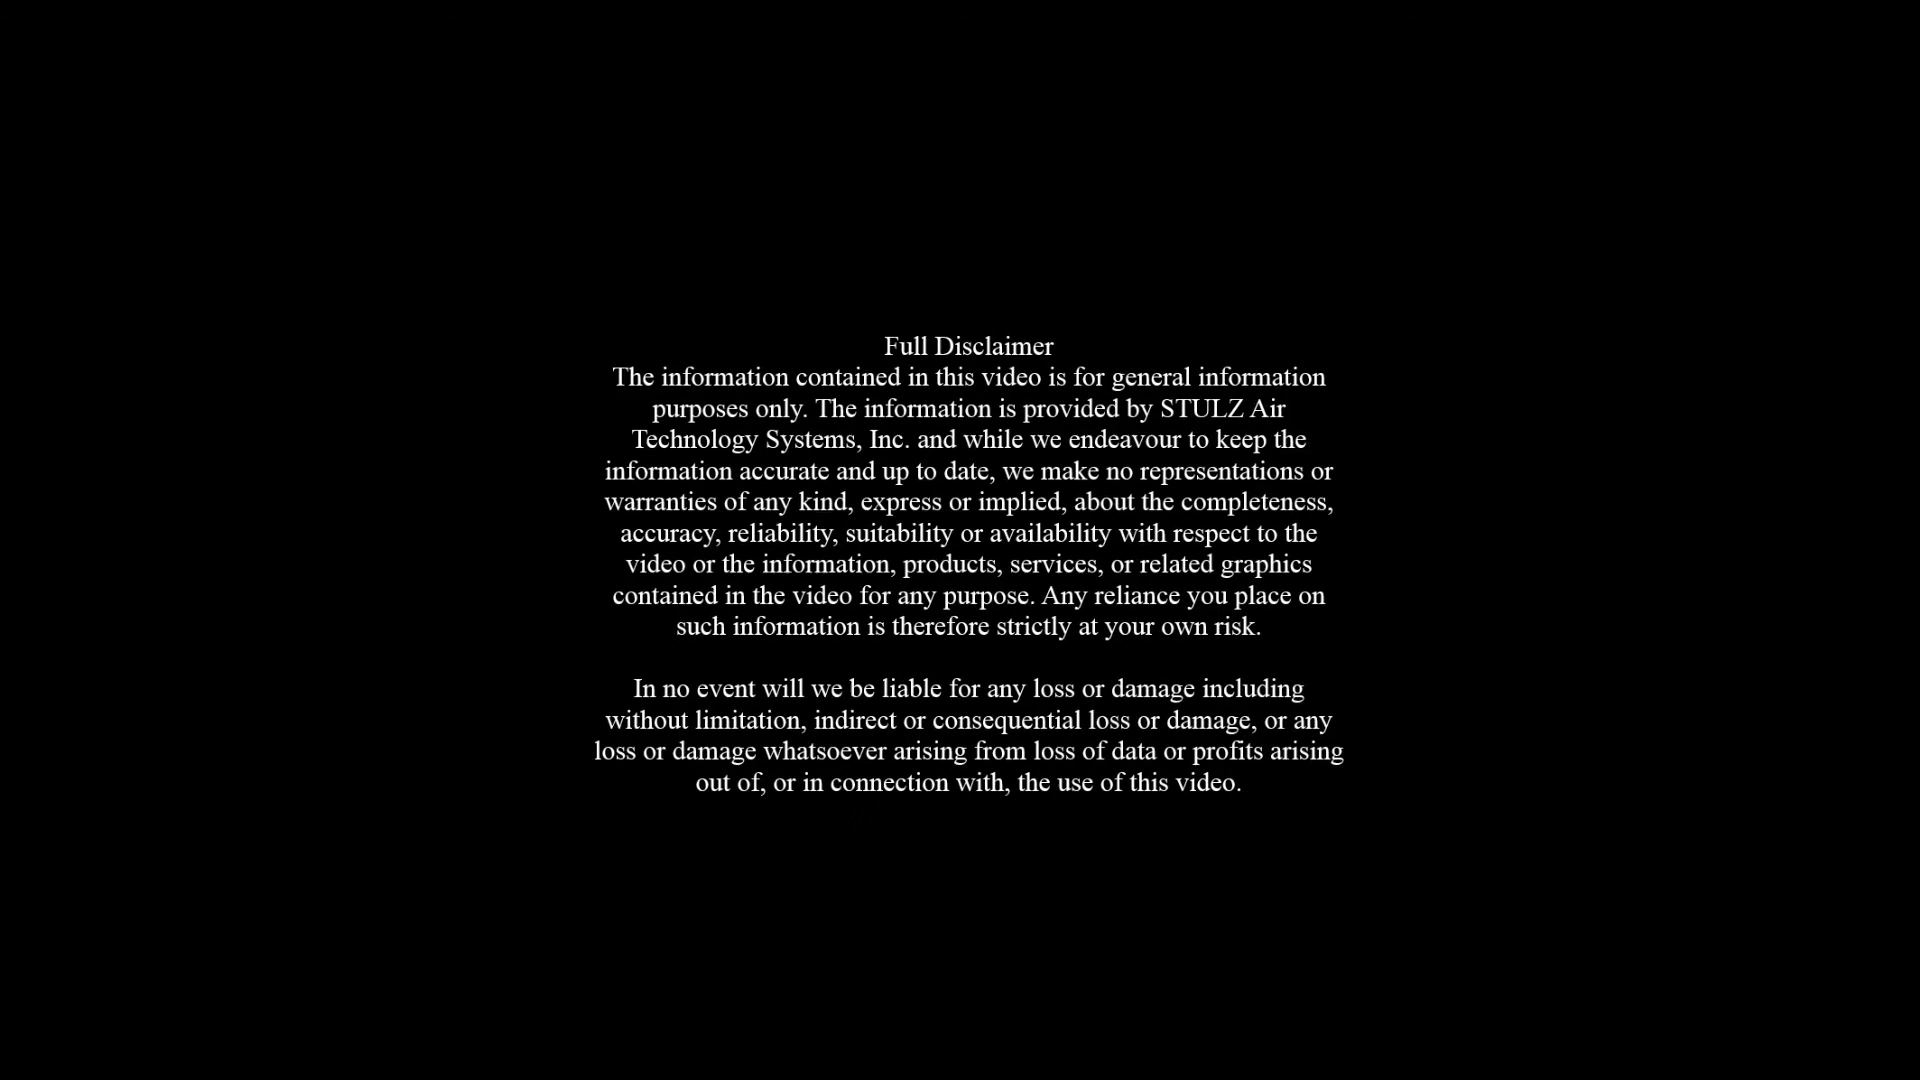 Full Disclaimer
The information contained in this video is for general information
purposes only. The information is provided by STULZ Air
Technology Systems, Inc. and while we endeavour to keep the
information accurate and up to date, we make no representations or
warranties of any kind, express or implied, about the completeness,
accuracy, reliability, suitability or availability with respect to the
video or the information, products, services, or related graphics
contained in the video for any purpose. Any reliance you place on
such information is therefore strictly at your own risk.
In no event will we be liable for any loss or damage including
without limitation, indirect or consequential loss or damage, or any
loss or damage whatsoever arising from loss of data or profits arising
out of, or in connection with, the use of this video.